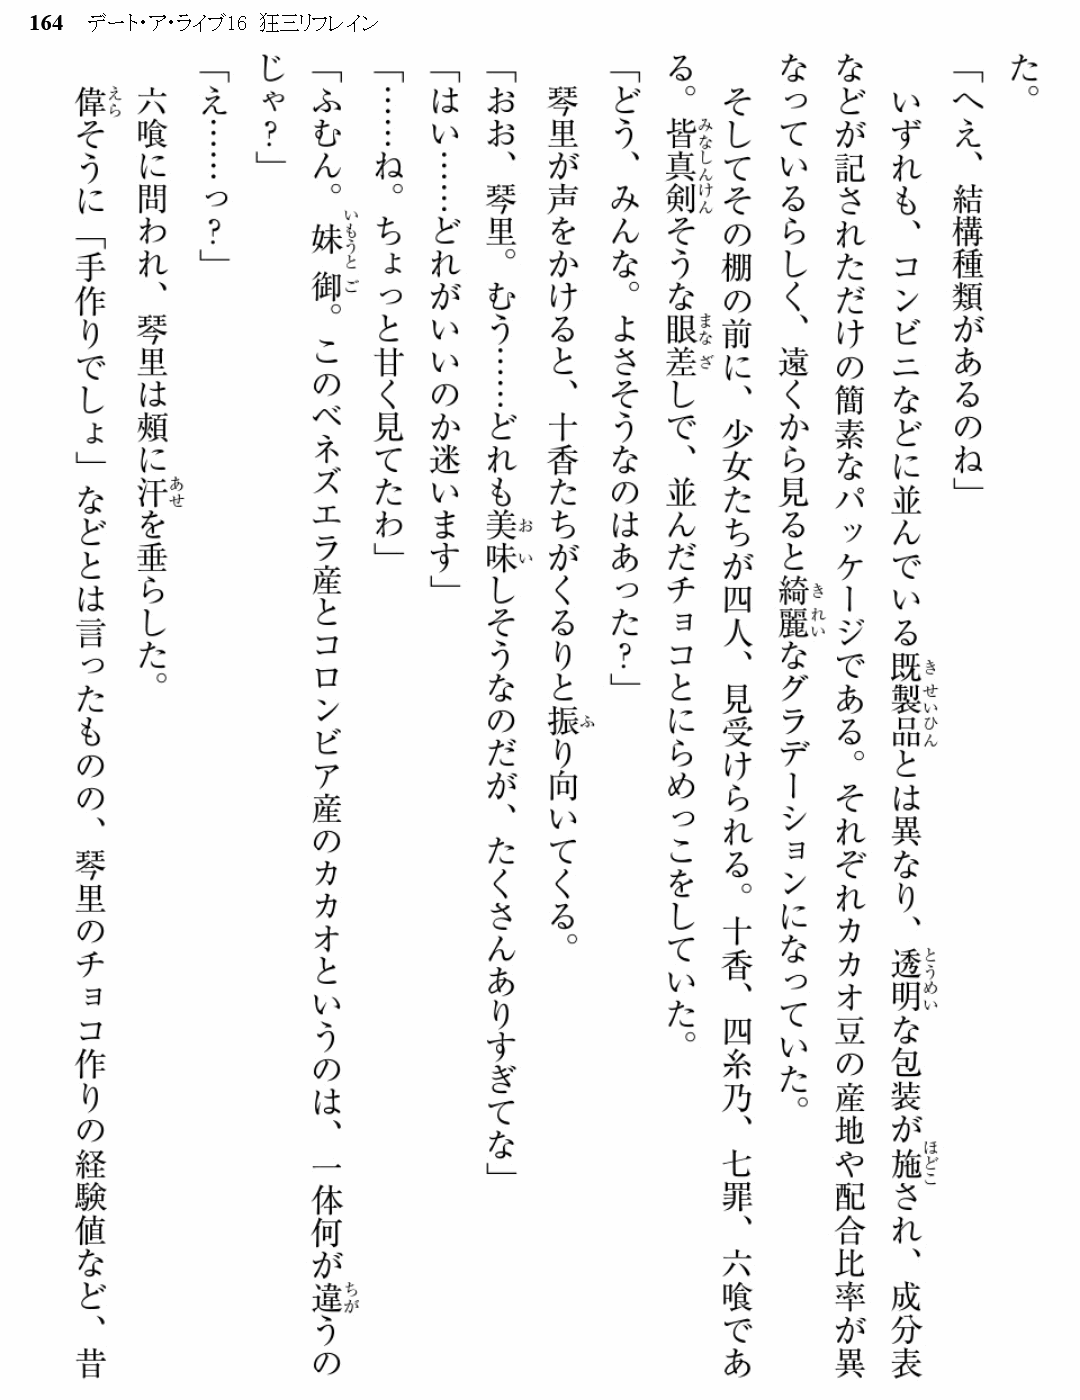 164 デート・ア・ライブ16 狂三リフレイン
た。
「へえ、結構種類があるのね」
いずれも、コンビニなどに並んでいる既製品とは異なり、透明な包装が施され、成分表
などが記されただけの簡素なパッケージである。それぞれカカオ豆の産地や配合比率が異
なっているらしく、遠くから見ると綺麗なグラデーションになっていた。
そしてその棚の前に、少女たちが四人、見受けられる。十香、四糸乃、七罪、六喰であ
る。皆真剣そうな眼差しで、並んだチョコとにらめっこをしていた。
「どう、みんな。よさそうなのはあった?」
琴里が声をかけると、十香たちがくるりと振り向いてくる。
「おお、琴里。むう……どれも美味しそうなのだが、たくさんありすぎてな」
「はい……どれがいいのか迷います」
「……ね。ちょっと甘く見てたわ」
「ふむん。妹御。このベネズエラ産とコロンビア産のカカオというのは、一体何が違うの
じゃ?」
「え……っ?」
六喰に問われ、琴里は頰に汗を垂らした。
偉そうに「手作りでしょ」などとは言ったものの、琴里のチョコ作りの経験値など、昔